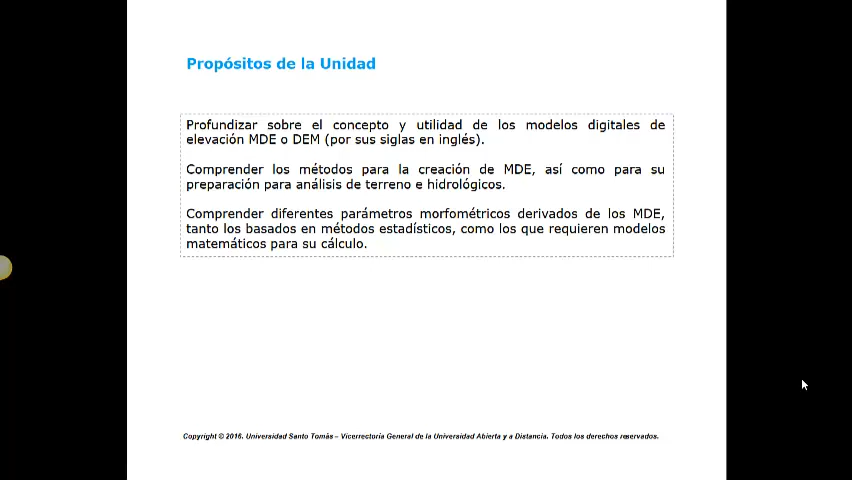 Propósitos de la Unidad
Profundizar sobre el concepto y utilidad de los modelos digitales de
elevación MDE o DEM (por sus siglas en inglés).
Comprender los métodos para la creación de MDE, así como para su
preparación para análisis de terreno e hidrológicos.
Comprender diferentes parámetros morfométricos derivados de los MDE,
tanto los basados en métodos estadísticos, como los que requieren modelos
matemáticos para su cálculo.
Copyright © 2016. Universidad Santo Tomás – Vicerrectoría General de la Universidad Abierta y a Distancia. Todos los derechos reservados.